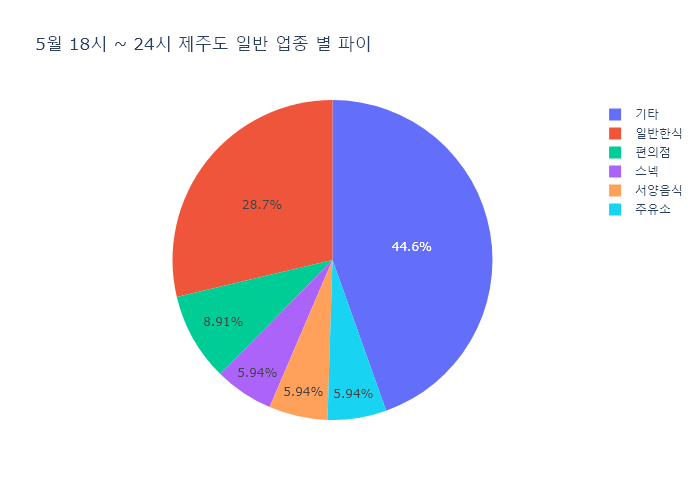 5월 18시 ~ 24시 제주도 일반 업종 별 파이
기타
일반한식
편의점
스넥
서양음식
주유소
28.7%
44.6%
8.91%
5.94%
5.94%
5.94%